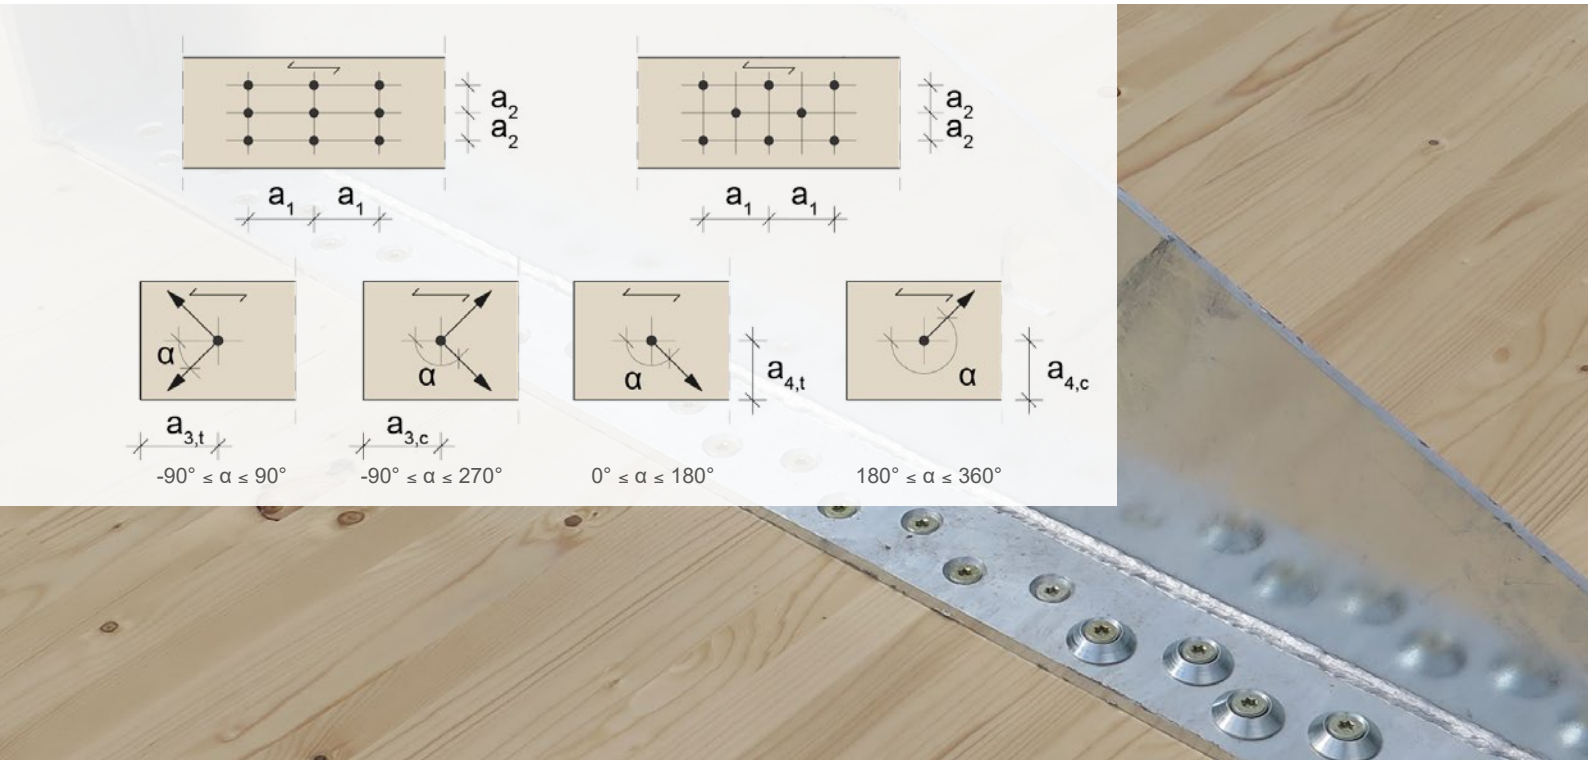 a2
a2
a2
a2
a1 a1
a1 a1
α
α
α
α
a4,t
a4,c
a3,t
a3,c
-90° ≤ α ≤ 90°
-90° ≤ α ≤ 270°
0° ≤ α ≤ 180°
180° ≤ α ≤ 360°